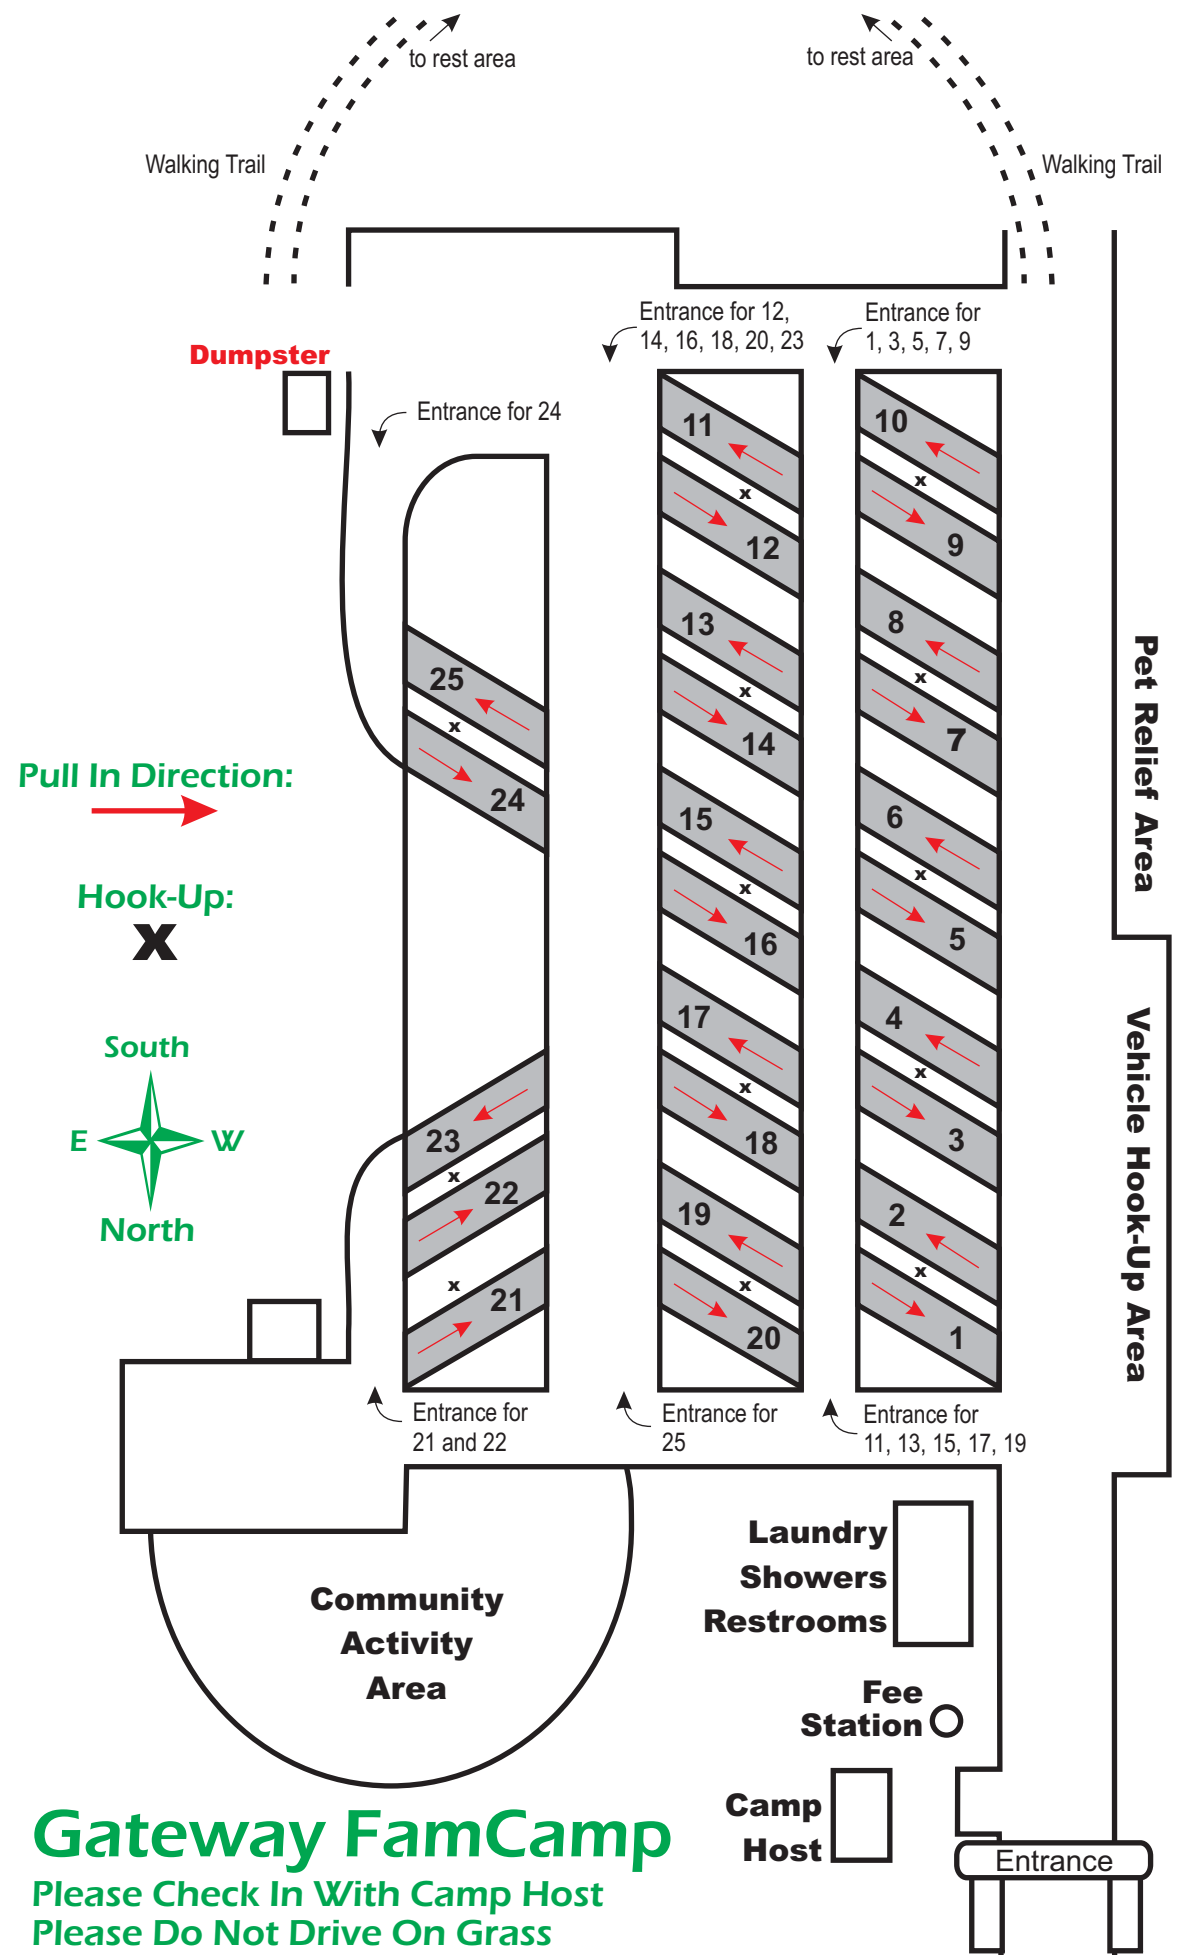 to rest area
to rest area
Walking Trail
Walking Trail
Entrance for 12,
14, 16, 18, 20, 23
Entrance for
1, 3, 5, 7, 9
Dumpster
Entrance for 24
11
10
x
x
12
9
13
8
25
x
x
x
14
7
24
Pet Relief Area
Pull In Direction:
15
6
x
x
Hook-Up:
X
16
5
17
4
South
E
W
North
x
x
23
18
3
x
22
19
2
x
x
x
21
20
1
Vehicle Hook-Up Area
Entrance for
21 and 22
Entrance for
25
Entrance for
11, 13, 15, 17, 19
Laundry
Showers
Restrooms
Community
Activity
Area
Fee
Station
Camp
Host
Entrance
Gateway FamCamp
Please Check In With Camp Host
Please Do Not Drive On Grass